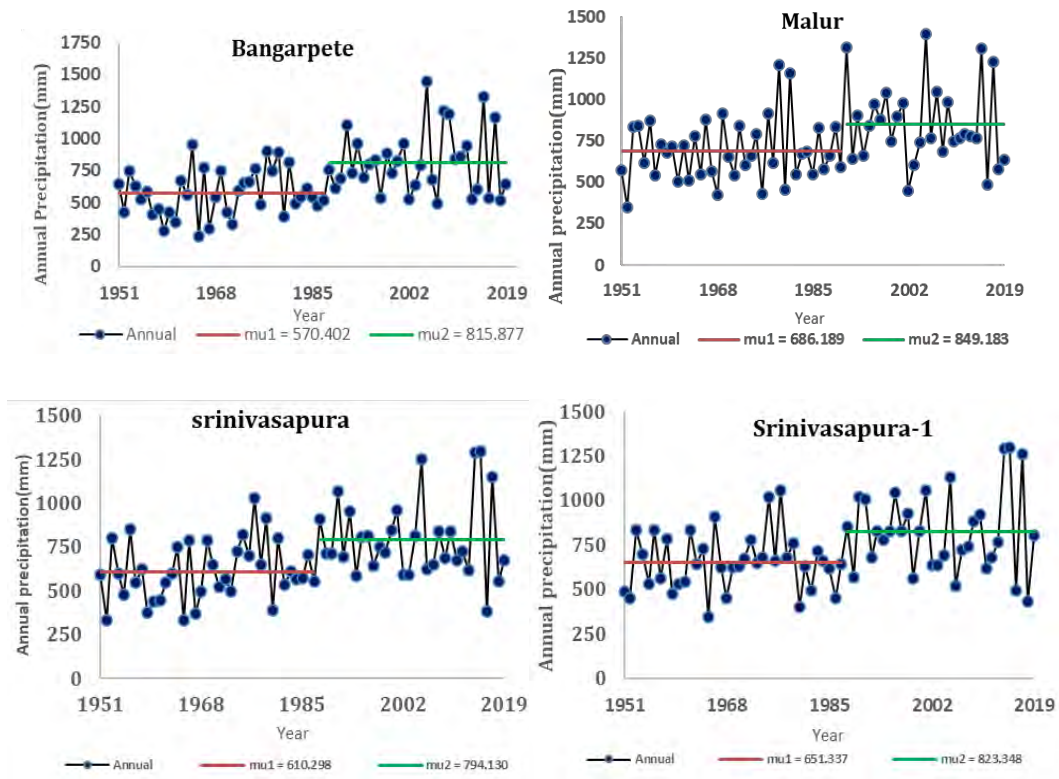 Bangarpete
Annual Precipitation(mm)
1750
1500
1250
1000
750
500
250
0
1951 1968 1985 2002 2019
Year
Annual mu1 = 570.402 mu2 = 815.877
Malur
Annual precipitation(mm)
1500
1250
1000
750
500
250
0
1951 1968 1985 2002 2019
Year
Annual mu1 = 686.189 mu2 = 849.183
srinivasapura
Annual precipitation(mm)
1500
1250
1000
750
500
250
0
1951 1968 1985 2002 2019
Year
Annual mu1 = 610.298 mu2 = 794.130
Srinivasapura-1
Annual precipitation(mm)
1500
1250
1000
750
500
250
0
1951 1968 1985 2002 2019
Year
Annual mu1 = 651.337 mu2 = 823.348